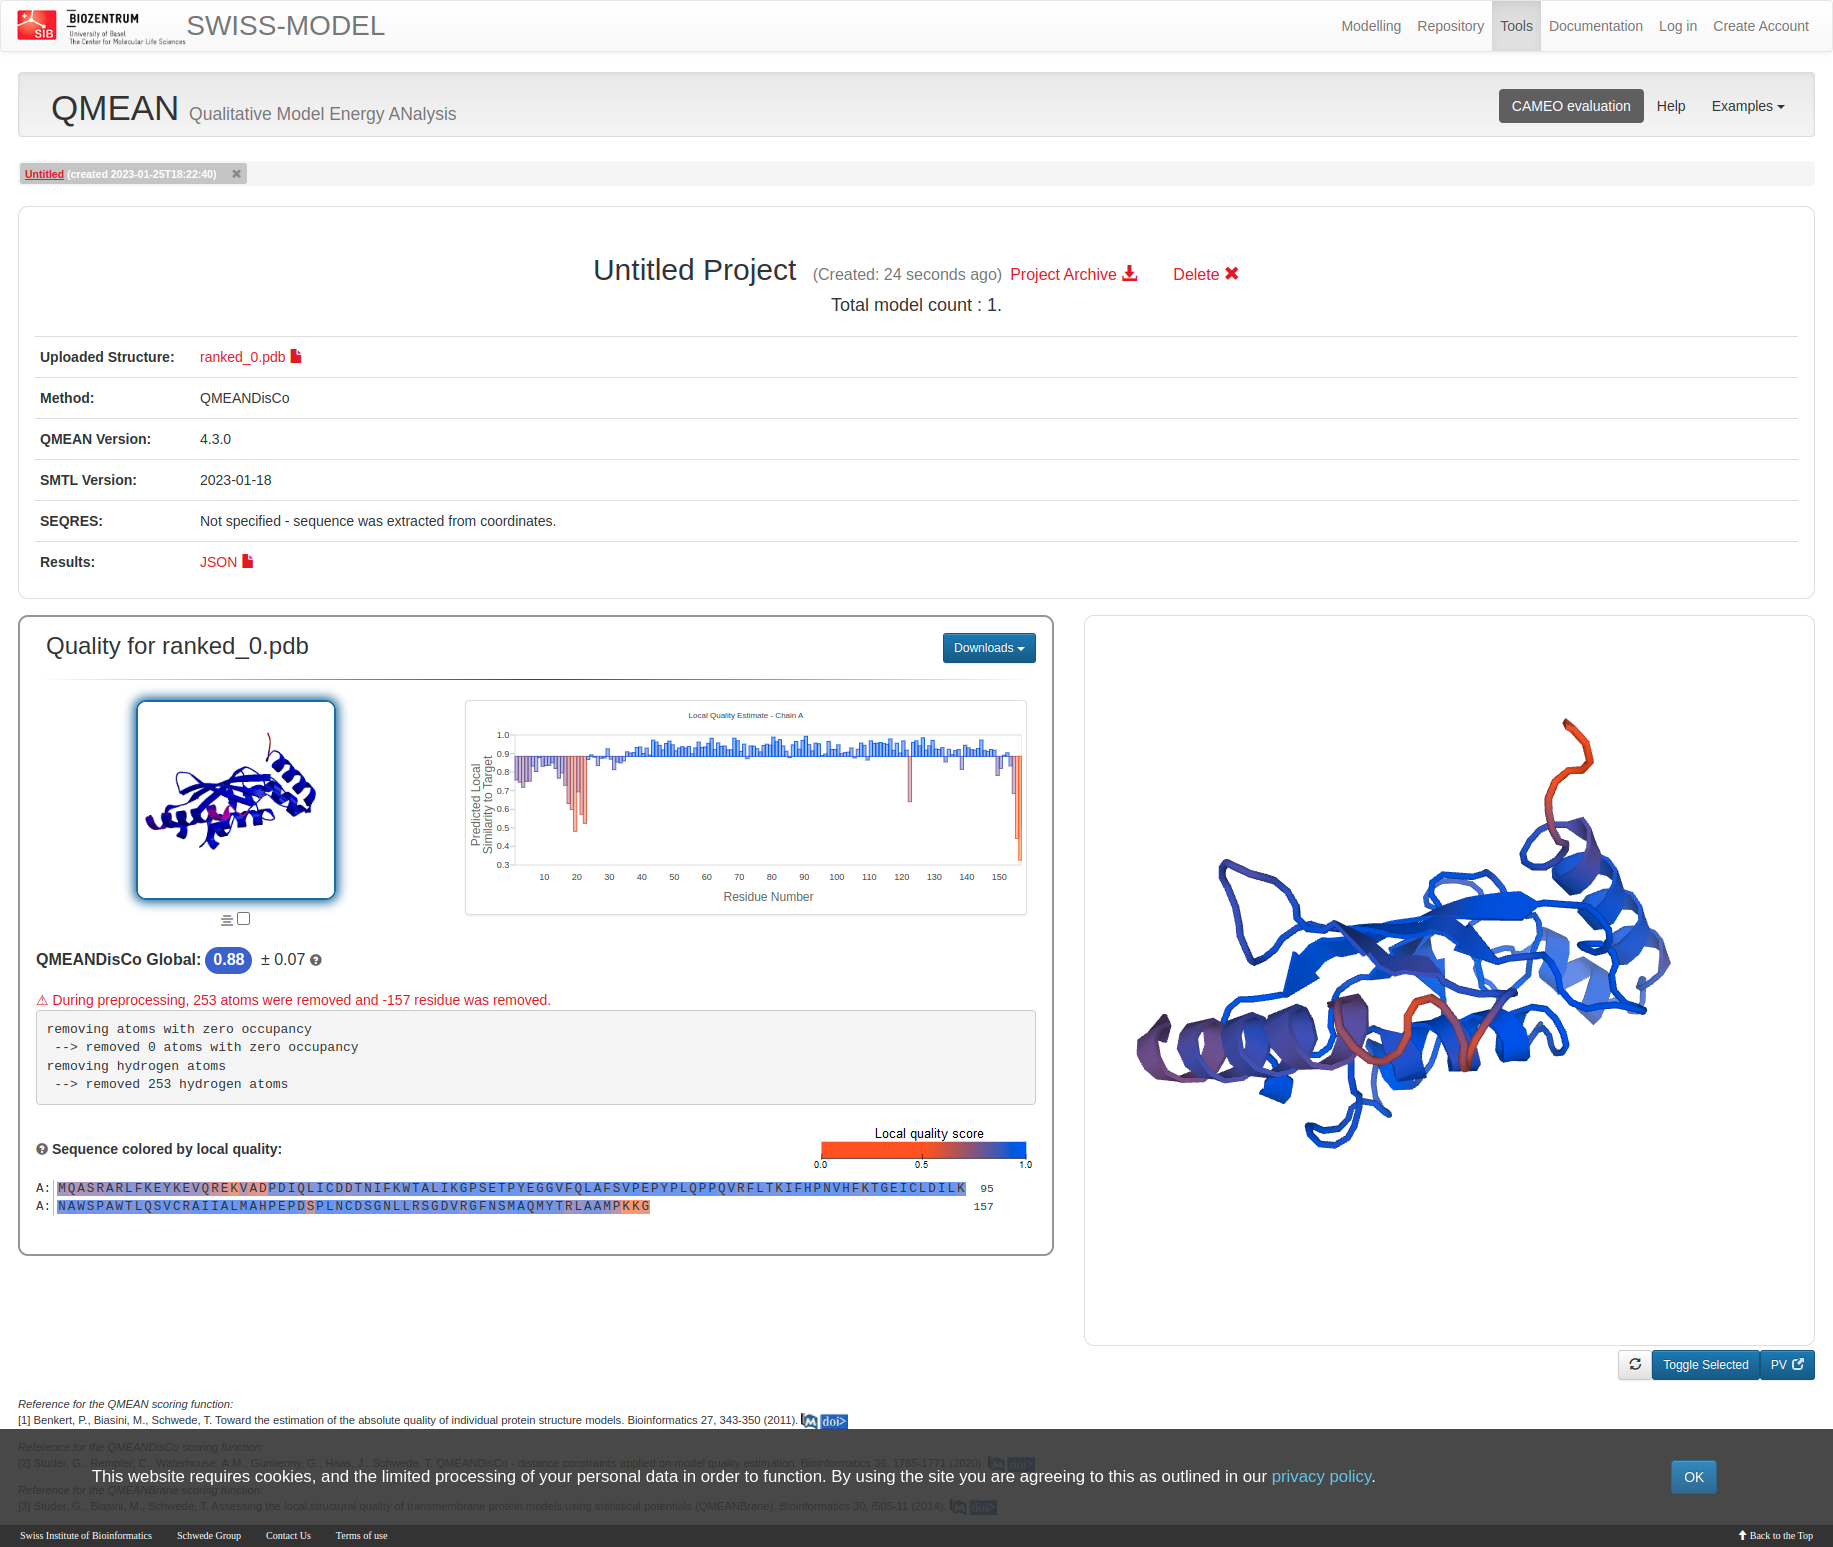 SIB
BIOZENTRUM
University of Basel
The Center for Molecular Life Sciences
SWISS-MODEL
Modelling Repository Tools Documentation Log in Create Account
QMEAN Qualitative Model Energy ANalysis
CAMEO evaluation Help Examples
Untitled (created 2023-01-25T18:22:40)
Untitled Project (Created: 24 seconds ago) Project Archive Delete
Total model count : 1.
Uploaded Structure: ranked_0.pdb
Method: QMEANDisCo
QMEAN Version: 4.3.0
SMTL Version: 2023-01-18
SEQRES: Not specified - sequence was extracted from coordinates.
Results: JSON
Quality for ranked_0.pdb
Downloads
Local Quality Estimate - Chain A
Predicted Local
Similarity to Target
1.0
0.9
0.8
0.7
0.6
0.5
0.4
0.3
10 20 30 40 50 60 70 80 90 100 110 120 130 140 150
Residue Number
QMEANDisCo Global: 0.88 ± 0.07
During preprocessing, 253 atoms were removed and -157 residue was removed.
removing atoms with zero occupancy
--> removed 0 atoms with zero occupancy
removing hydrogen atoms
--> removed 253 hydrogen atoms
Local quality score
0.0 0.5 1.0
Sequence colored by local quality:
A: MQASRARLFKEYKEVQREKVADPDIQLICDDTNIFKWTALIKGPSETPYEGGVFQLAFSVPEPYPLQPPQVRFLTKIFHPNVHFKTGEICLDILK 95
A: NAWSPAWTLQSVCRAIIALMAHPEPDSPLNCDSGNLLRSGDVRGFNSMAQMYTRLAAMPKKG 157
Toggle Selected PV
Reference for the QMEAN scoring function:
[1] Benkert, P., Biasini, M., Schwede, T. Toward the estimation of the absolute quality of individual protein structure models. Bioinformatics 27, 343-350 (2011). M doi>
Reference for the QMEANDisCo scoring function:
[2] Studer, G., Rempfer, C., Waterhouse, A.M., Gumienny, G., Haas, J., Schwede, T. QMEANDisCo - distance constraints applied on model quality estimation. Bioinformatics 36, 1765-1771 (2020). M doi>
This website requires cookies, and the limited processing of your personal data in order to function. By using the site you are agreeing to this as outlined in our privacy policy.
OK
Reference for the QMEANBrane scoring function:
[3] Studer, G., Biasini, M., Schwede, T. Assessing the local structural quality of transmembrane protein models using statistical potentials (QMEANBrane). Bioinformatics 30, i505-11 (2014). M doi>
Swiss Institute of Bioinformatics Schwede Group Contact Us Terms of use Back to the Top